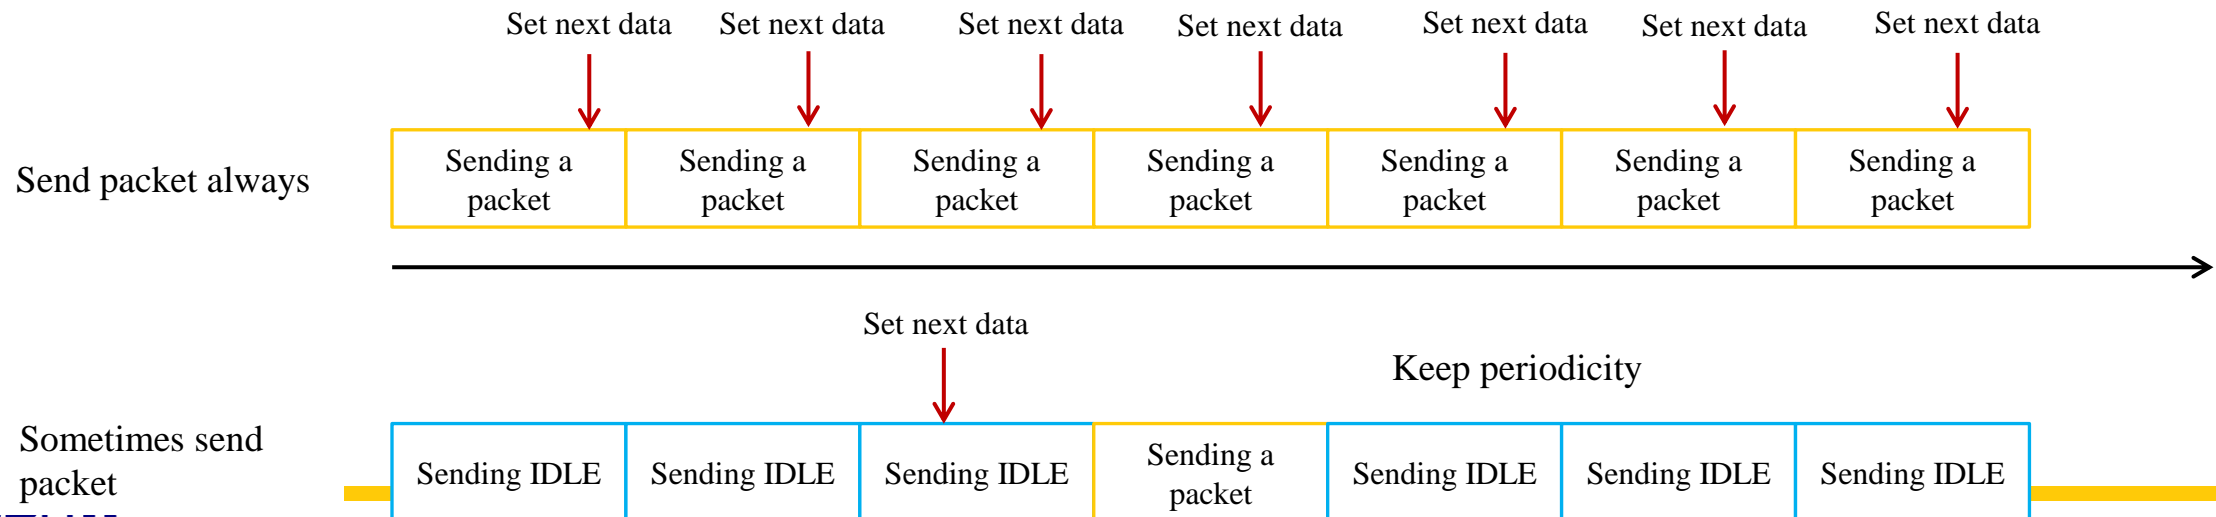 Set next data Set next data Set next data Set next data Set next data Set next data Set next data
Send packet always
Sending a packet
Sending a packet
Sending a packet
Sending a packet
Sending a packet
Sending a packet
Sending a packet
Set next data
Keep periodicity
Sometimes send
packet
Sending IDLE
Sending IDLE
Sending IDLE
Sending a
packet
Sending IDLE
Sending IDLE
Sending IDLE